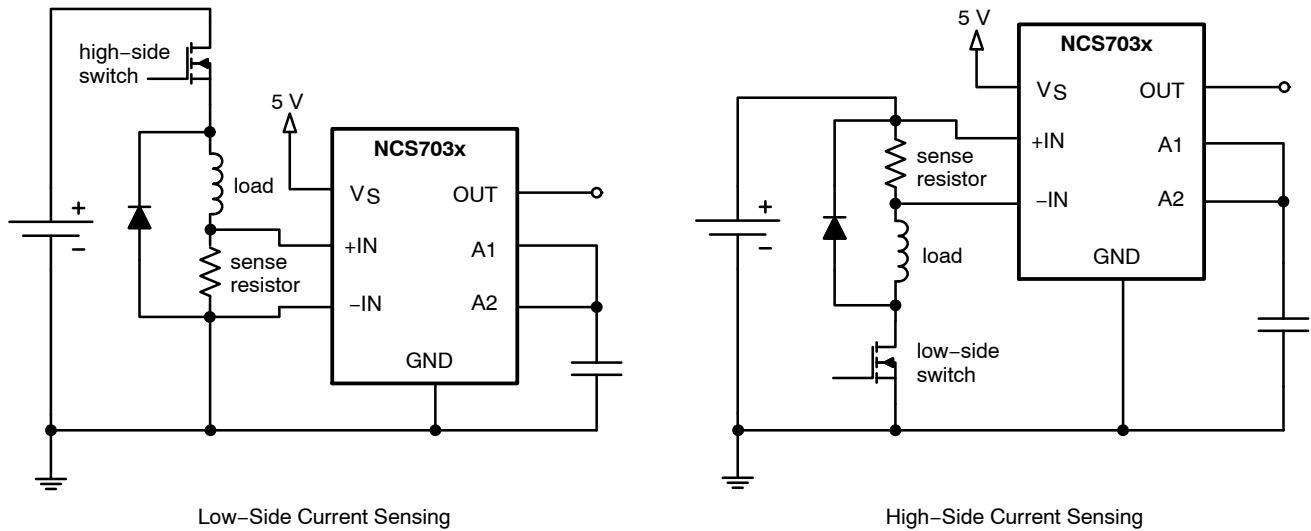 high−side
switch
5 V
NCS703x
VS
OUT
+
load
+IN
A1
−
sense
resistor
−IN
A2
GND
Low−Side Current Sensing
5 V
NCS703x
VS
OUT
+IN
A1
sense
resistor
−IN
A2
+
−
load
GND
low−side
switch
High−Side Current Sensing